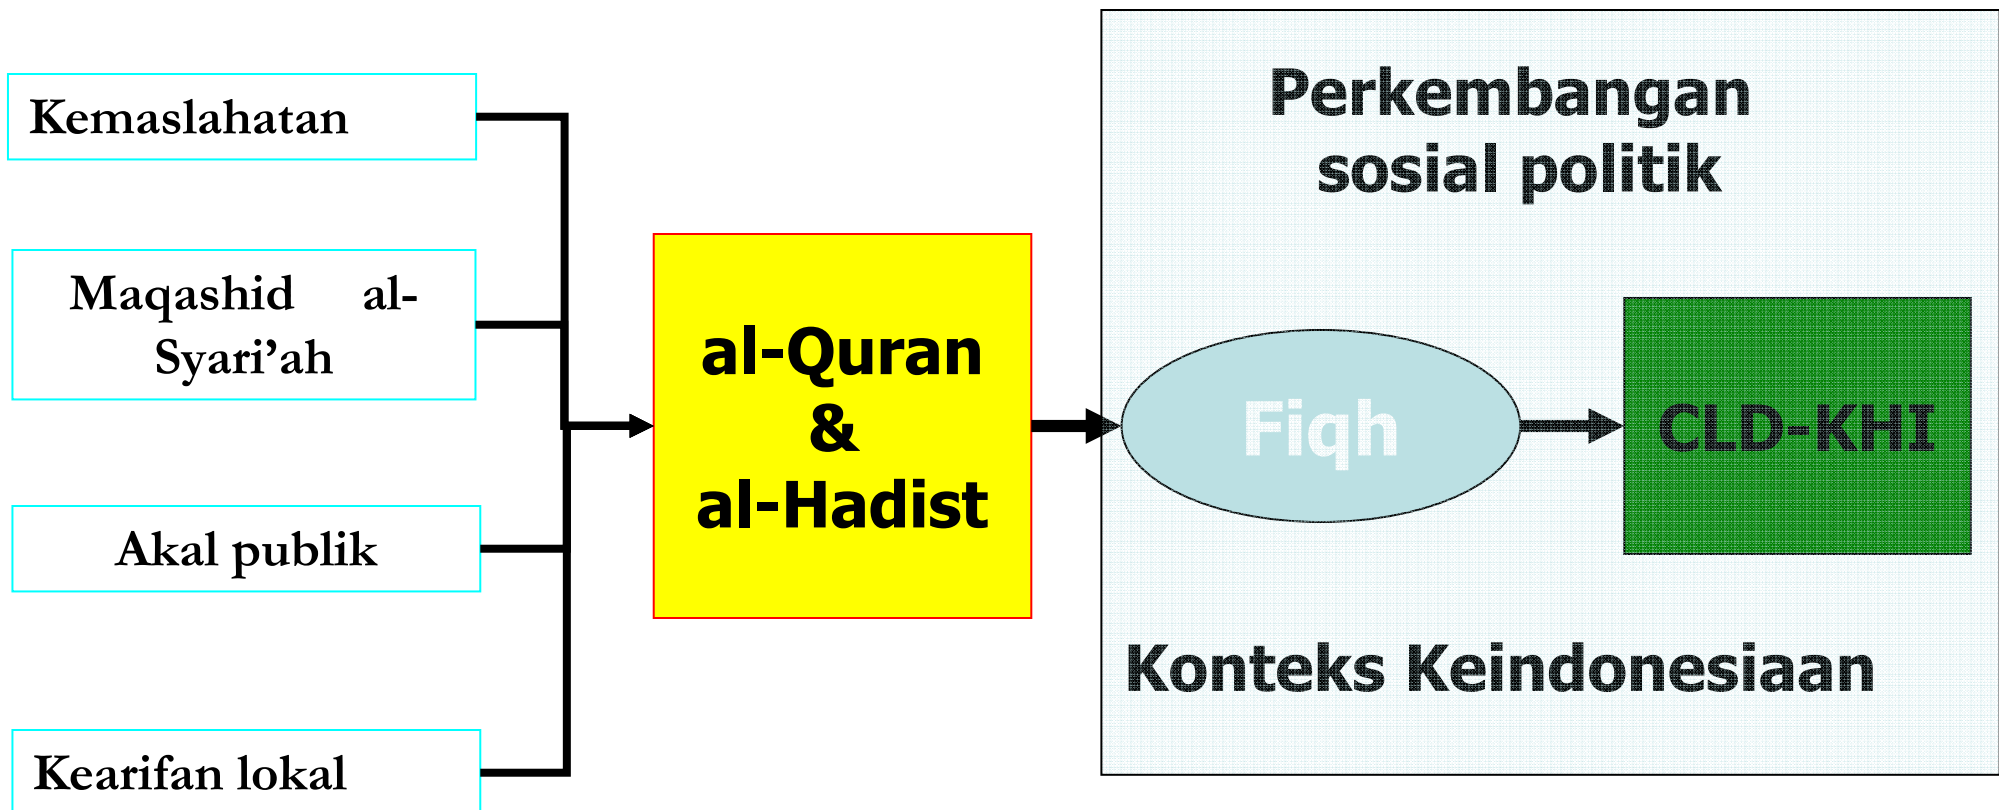 Kemaslahatan
Maqashid al-
Syari’ah
Akal publik
Kearifan lokal
al-Quran
&
al-Hadist
Perkembangan
sosial politik
Fiqh
CLD-KHI
Konteks Keindonesiaan